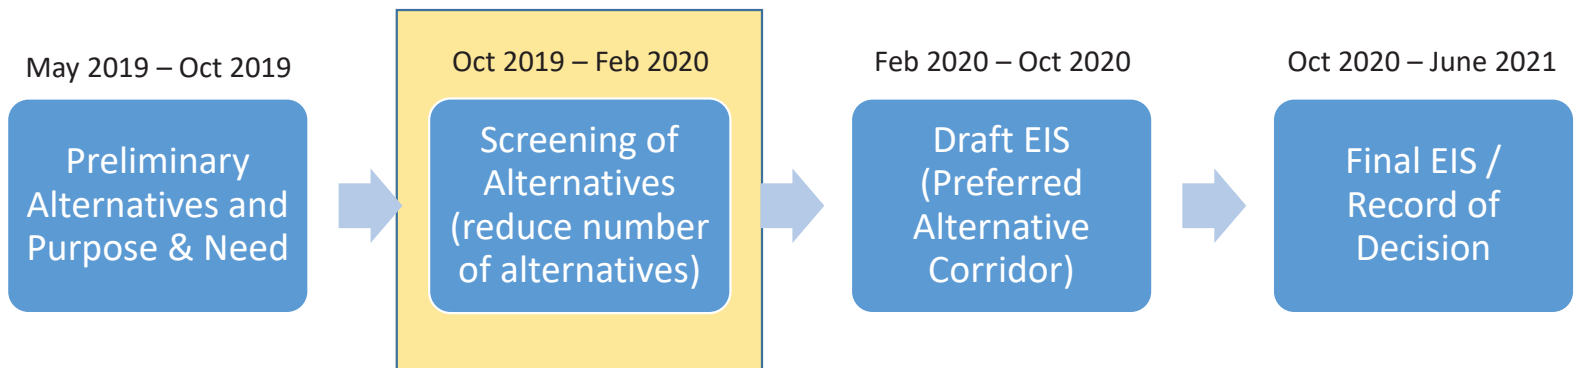 May 2019 – Oct 2019
Preliminary
Alternatives and
Purpose & Need
Oct 2019 – Feb 2020
Screening of
Alternatives
(reduce number
of alternatives)
Feb 2020 – Oct 2020
Draft EIS
(Preferred
Alternative
Corridor)
Oct 2020 – June 2021
Final EIS /
Record of
Decision